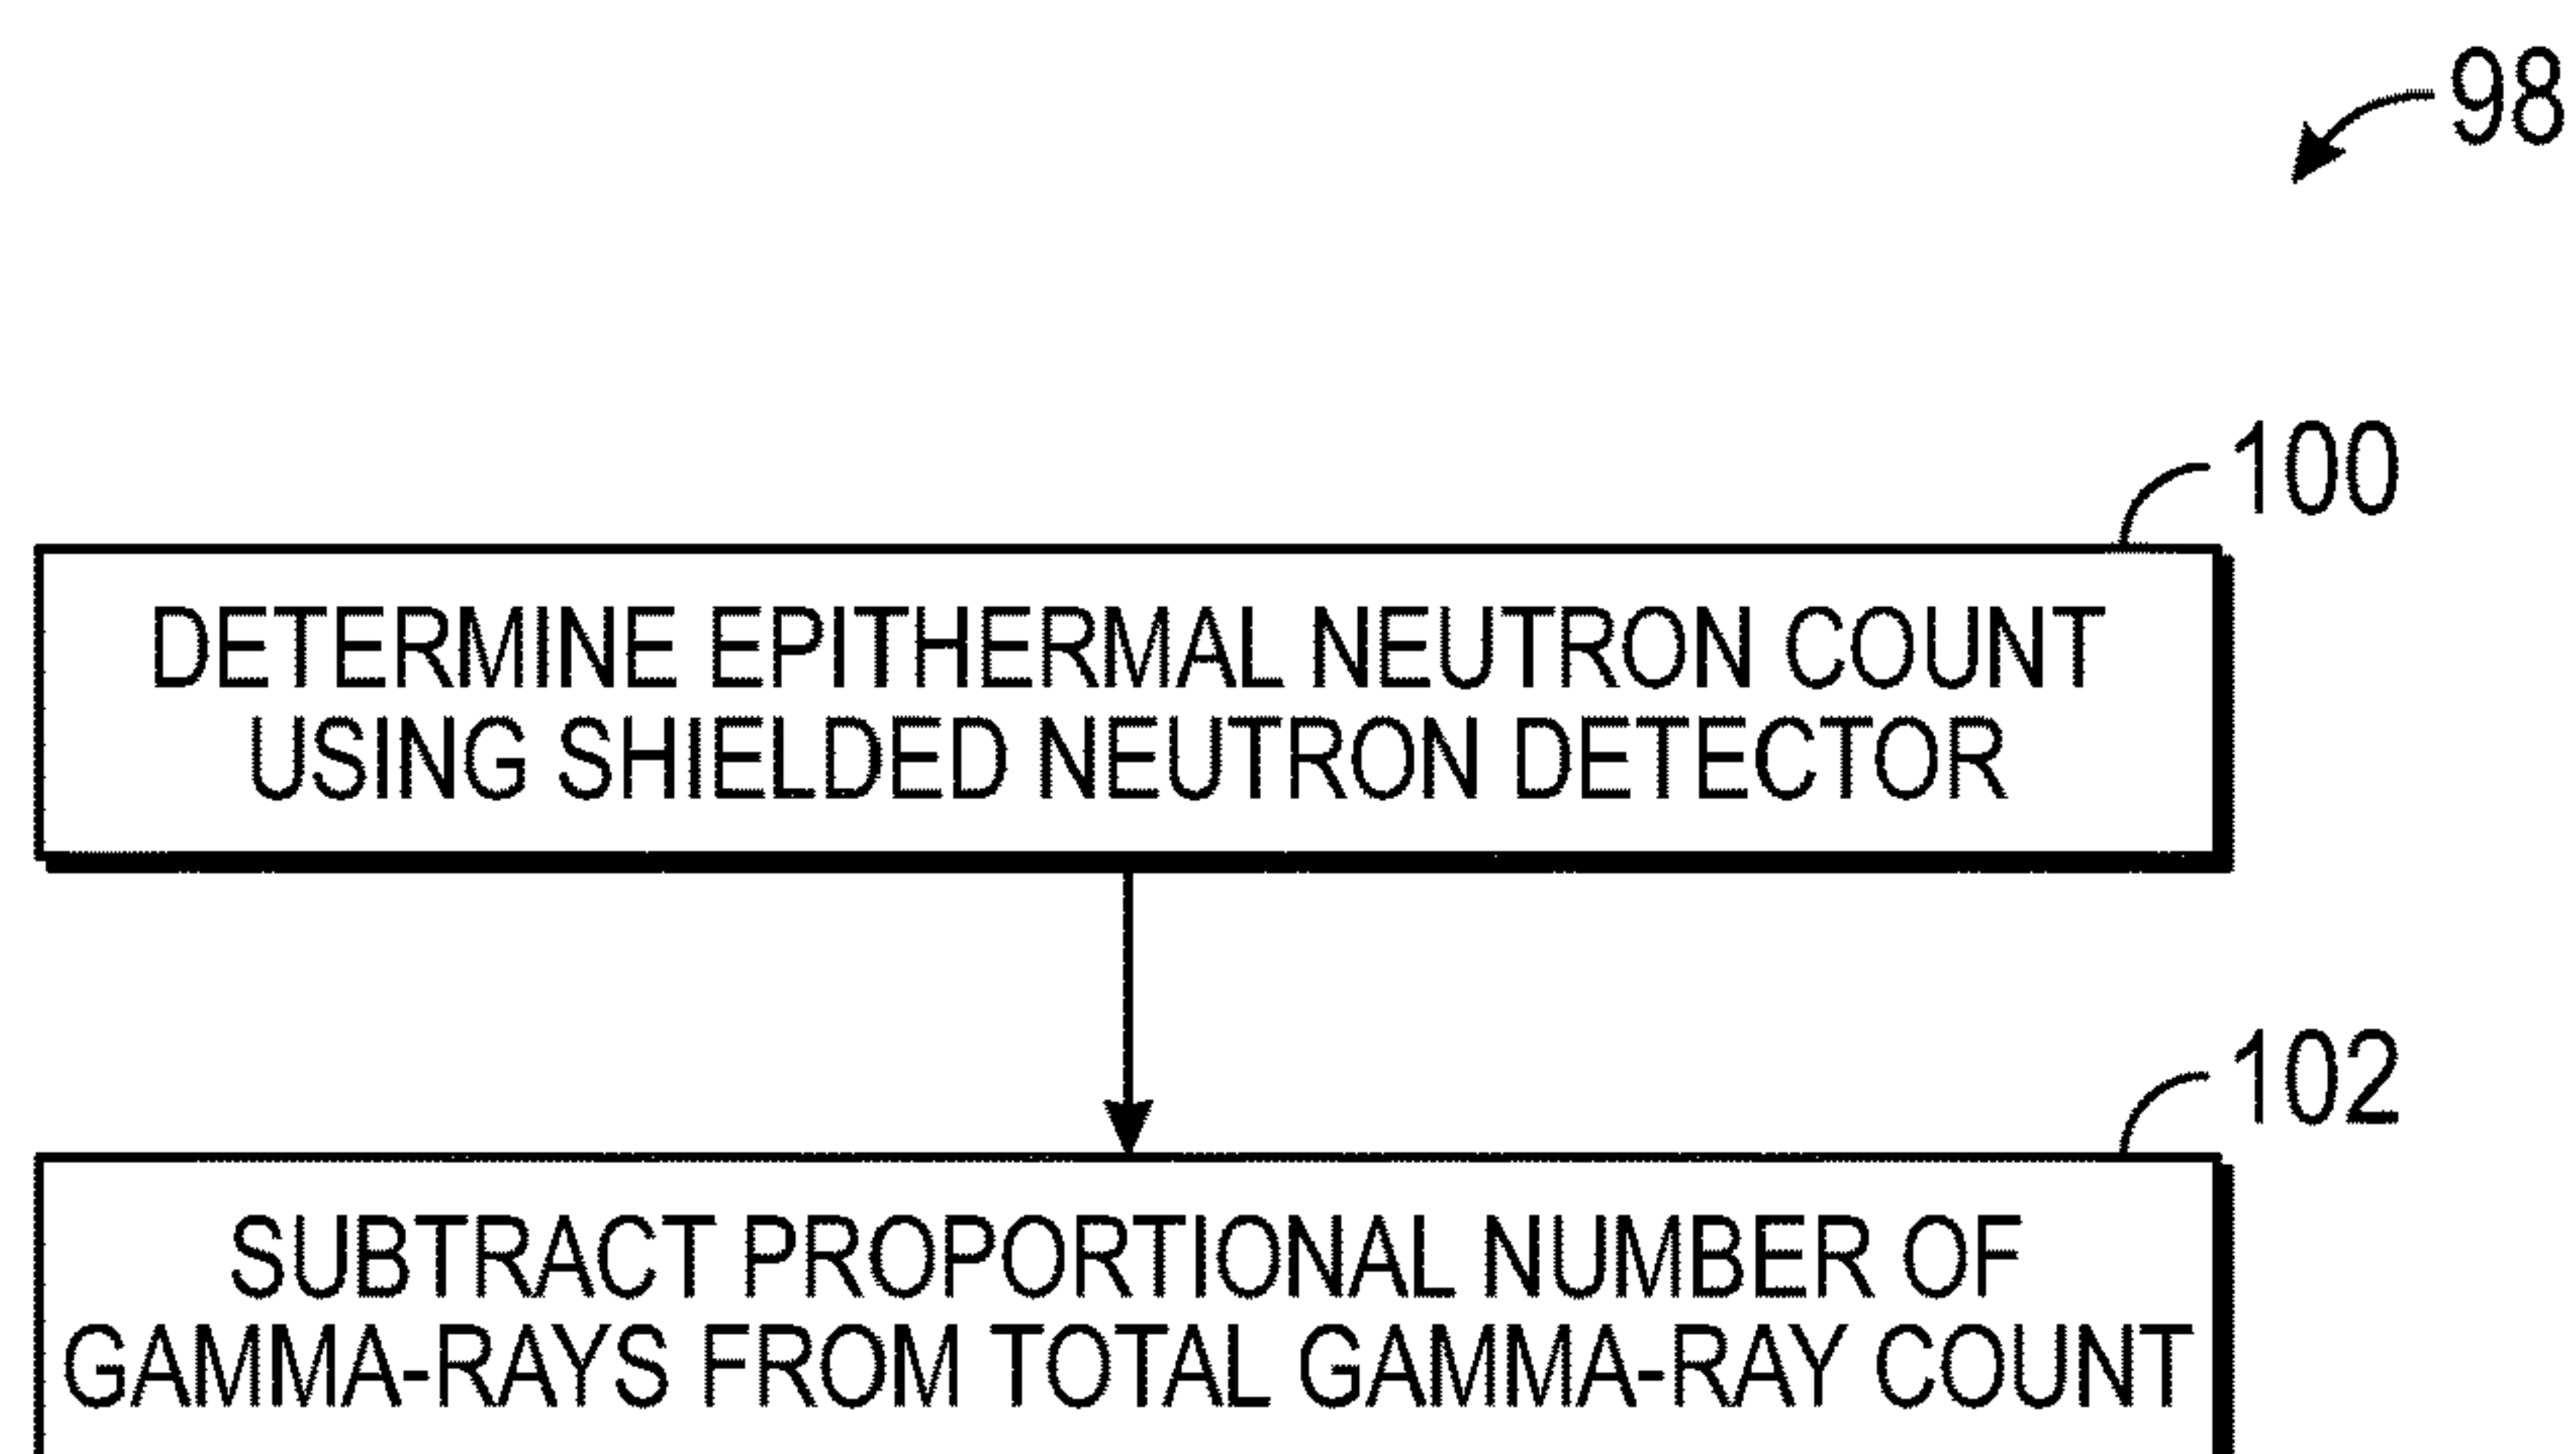 98
100
DETERMINE EPITHERMAL NEUTRON COUNT
USING SHIELDED NEUTRON DETECTOR
102
SUBTRACT PROPORTIONAL NUMBER OF
GAMMA-RAYS FROM TOTAL GAMMA-RAY COUNT